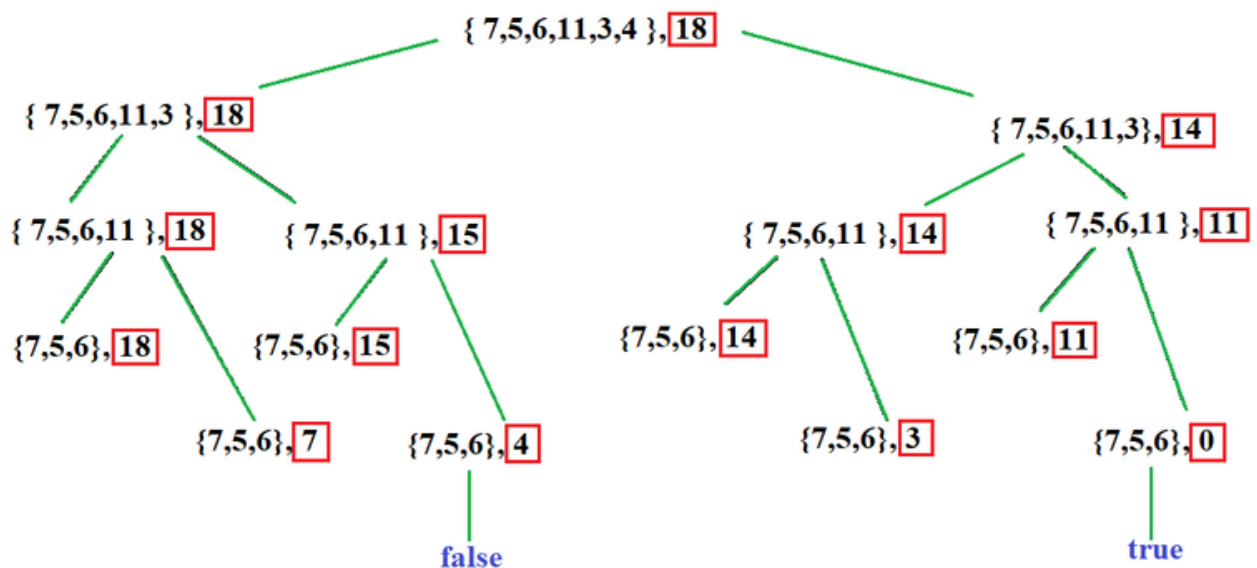 { 7,5,6,11,3,4 }, 18
{ 7,5,6,11,3 }, 18
{ 7,5,6,11,3}, 14
{ 7,5,6,11 }, 18
{ 7,5,6,11 }, 15
{ 7,5,6,11 }, 14
{ 7,5,6,11 }, 11
{7,5,6}, 18
{7,5,6}, 15
{7,5,6}, 14
{7,5,6}, 11
{7,5,6}, 7
{7,5,6}, 4
{7,5,6}, 3
{7,5,6}, 0
false
true